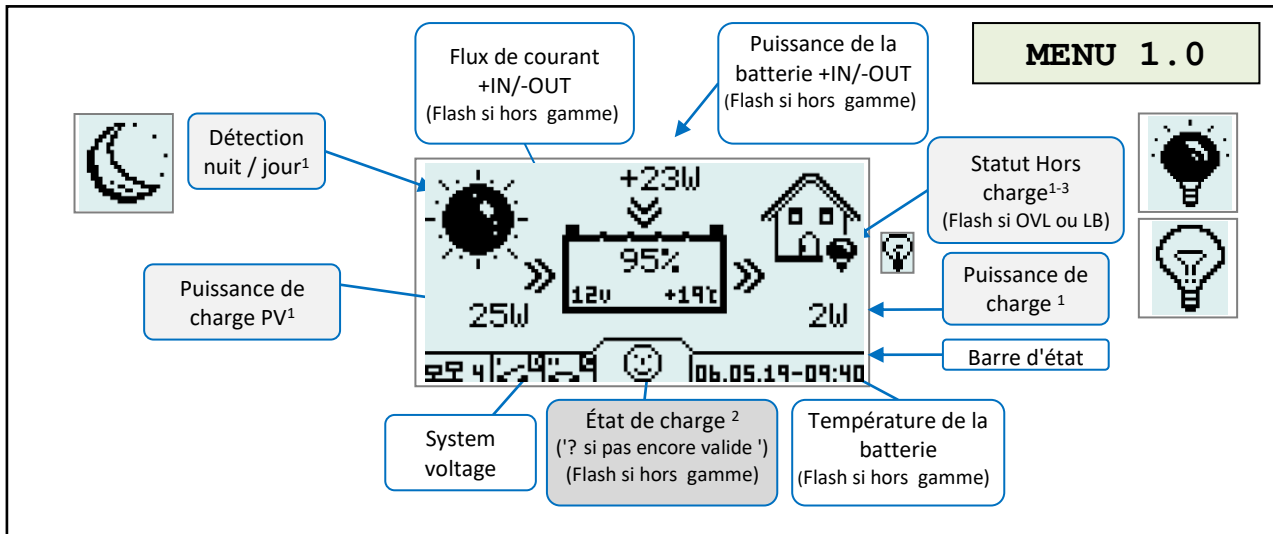 Flux de courant
+IN/-OUT
(Flash si hors gamme)
Puissance de la
batterie +IN/-OUT
(Flash si hors gamme)
MENU 1.0
Détection
nuit / jour¹
Statut Hors
charge¹⁻³
(Flash si OVL ou LB)
+23W
95%
12V +19℃
25W
2W
Puissance de
charge PV¹
Puissance de
charge ¹
Barre d'état
4
06.05.19-09:40
System
voltage
État de charge ²
('? si pas encore valide ')
(Flash si hors gamme)
Température de la
batterie
(Flash si hors gamme)